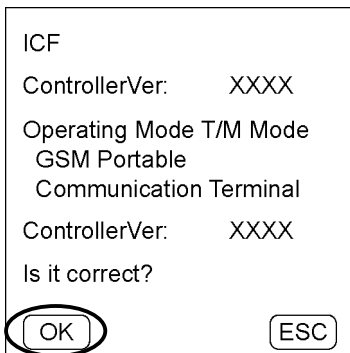 ICF
ControllerVer: XXXX
Operating Mode T/M Mode
GSM Portable
Communication Terminal
ControllerVer: XXXX
Is it correct?
OK ESC